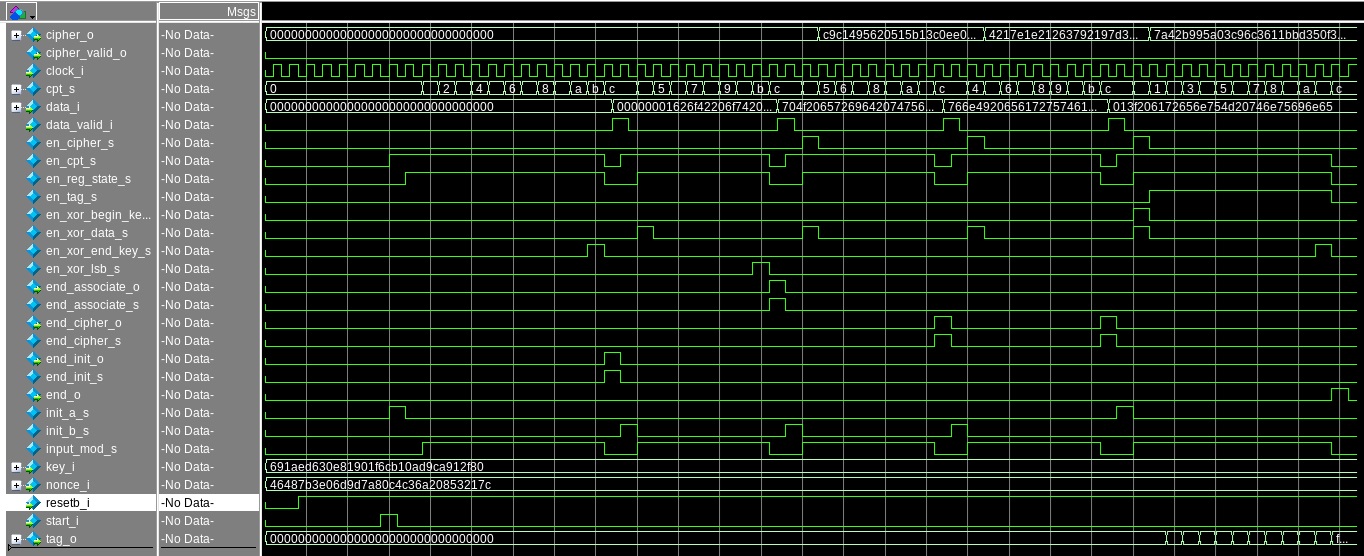 Msgs
cipher_o -No Data- 00000000000000000000000000000000 c9c1495620515b13c0ee0... 4217e1e21263792197d3... 7a42b995a03c96c3611bbd350f3...
cipher_valid_o -No Data-
clock_i -No Data-
cpt_s -No Data- 0 2 4 6 8 a b c 5 7 9 b c 5 6 8 a c 4 6 8 9 b c 1 3 5 7 8 a c
data_i -No Data- 00000000000000000000000000000000 00000001626f42206f7420... 704f20657269642074756... 766e4920656172757461... 013f206172656e754d20746e75696e65
data_valid_i -No Data-
en_cipher_s -No Data-
en_cpt_s -No Data-
en_reg_state_s -No Data-
en_tag_s -No Data-
en_xor_begin_ke... -No Data-
en_xor_data_s -No Data-
en_xor_end_key_s -No Data-
en_xor_lsb_s -No Data-
end_associate_o -No Data-
end_associate_s -No Data-
end_cipher_o -No Data-
end_cipher_s -No Data-
end_init_o -No Data-
end_init_s -No Data-
end_o -No Data-
init_a_s -No Data-
init_b_s -No Data-
input_mod_s -No Data-
key_i -No Data- 691aed630e81901f6cb10ad9ca912f80
nonce_i -No Data- 46487b3e06d9d7a80c4c36a20853217c
resetb_i -No Data-
start_i -No Data-
tag_o -No Data- 00000000000000000000000000000000 f...